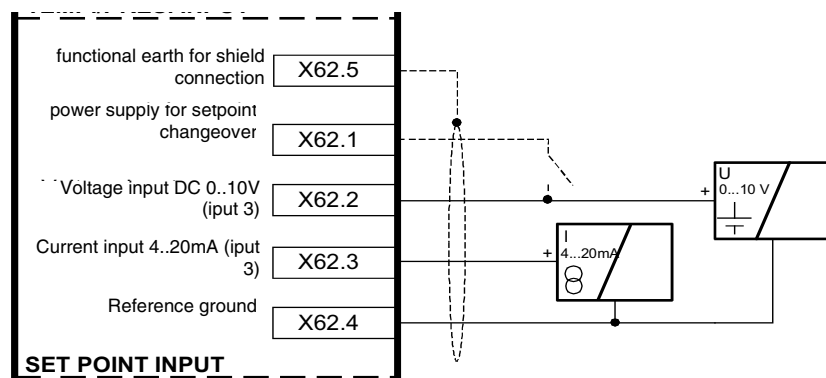 functional earth for shield
connection
X62.5
power supply for setpoint
changeover
X62.1
Voltage input DC 0..10V
(iput 3)
X62.2
Current input 4..20mA (iput
3)
X62.3
Reference ground
X62.4
SET POINT INPUT
+
I
4...20mA
+
U
0...10 V